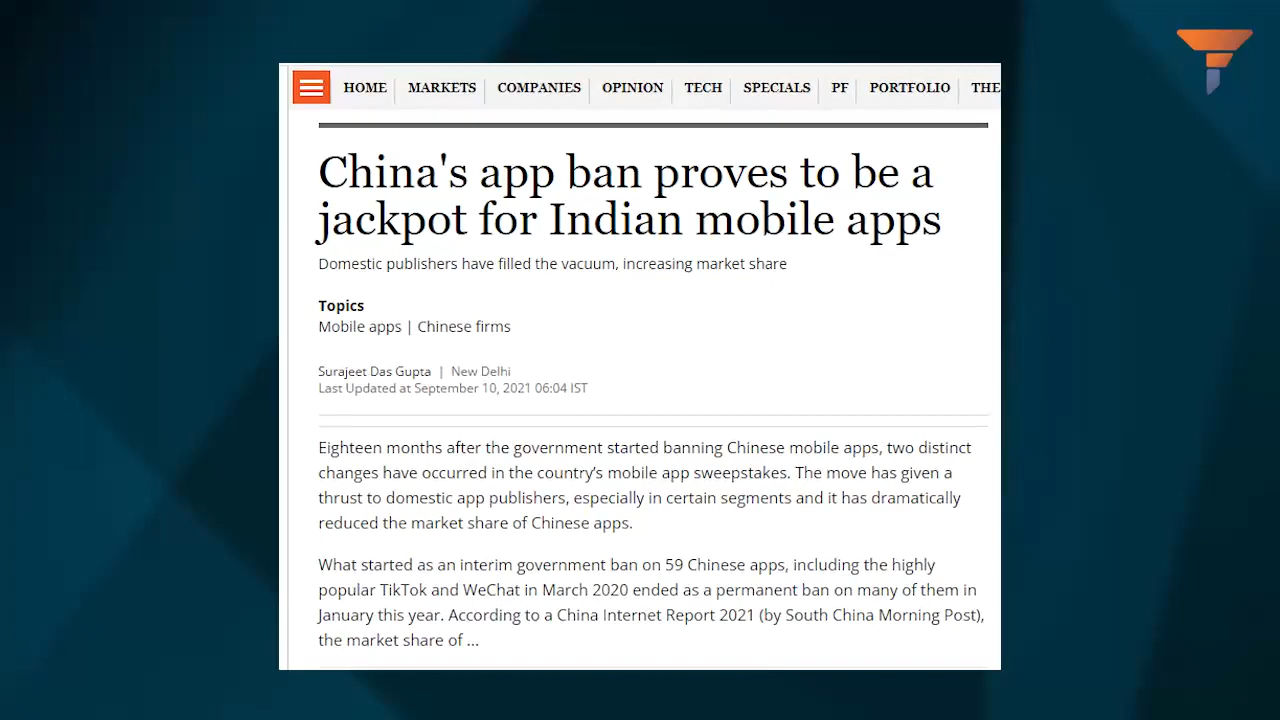 HOME MARKETS COMPANIES OPINION TECH SPECIALS PF PORTFOLIO THE
China's app ban proves to be a
jackpot for Indian mobile apps
Domestic publishers have filled the vacuum, increasing market share
Topics
Mobile apps | Chinese firms
Surajeet Das Gupta | New Delhi
Last Updated at September 10, 2021 06:04 IST
Eighteen months after the government started banning Chinese mobile apps, two distinct
changes have occurred in the country’s mobile app sweepstakes. The move has given a
thrust to domestic app publishers, especially in certain segments and it has dramatically
reduced the market share of Chinese apps.
What started as an interim government ban on 59 Chinese apps, including the highly
popular TikTok and WeChat in March 2020 ended as a permanent ban on many of them in
January this year. According to a China Internet Report 2021 (by South China Morning Post),
the market share of ...